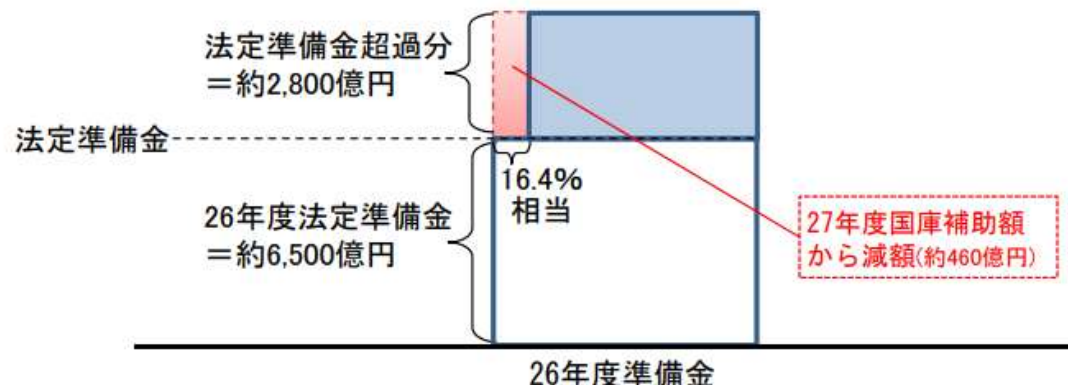 法定準備金超過分
＝約2,800億円
法定準備金
16.4%
相当
26年度法定準備金
＝約6,500億円
27年度国庫補助額
から減額(約460億円)
26年度準備金